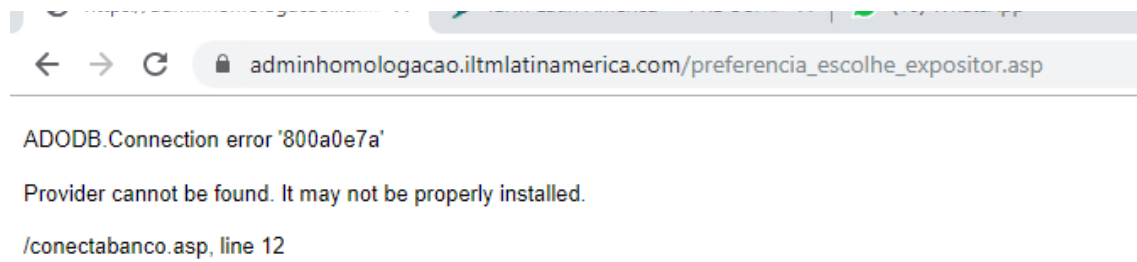 adminhomologacao.iltmlatinamerica.com/preferencia_escolhe_expositor.asp
ADODB.Connection error '800a0e7a'
Provider cannot be found. It may not be properly installed.
/conectabanco.asp, line 12